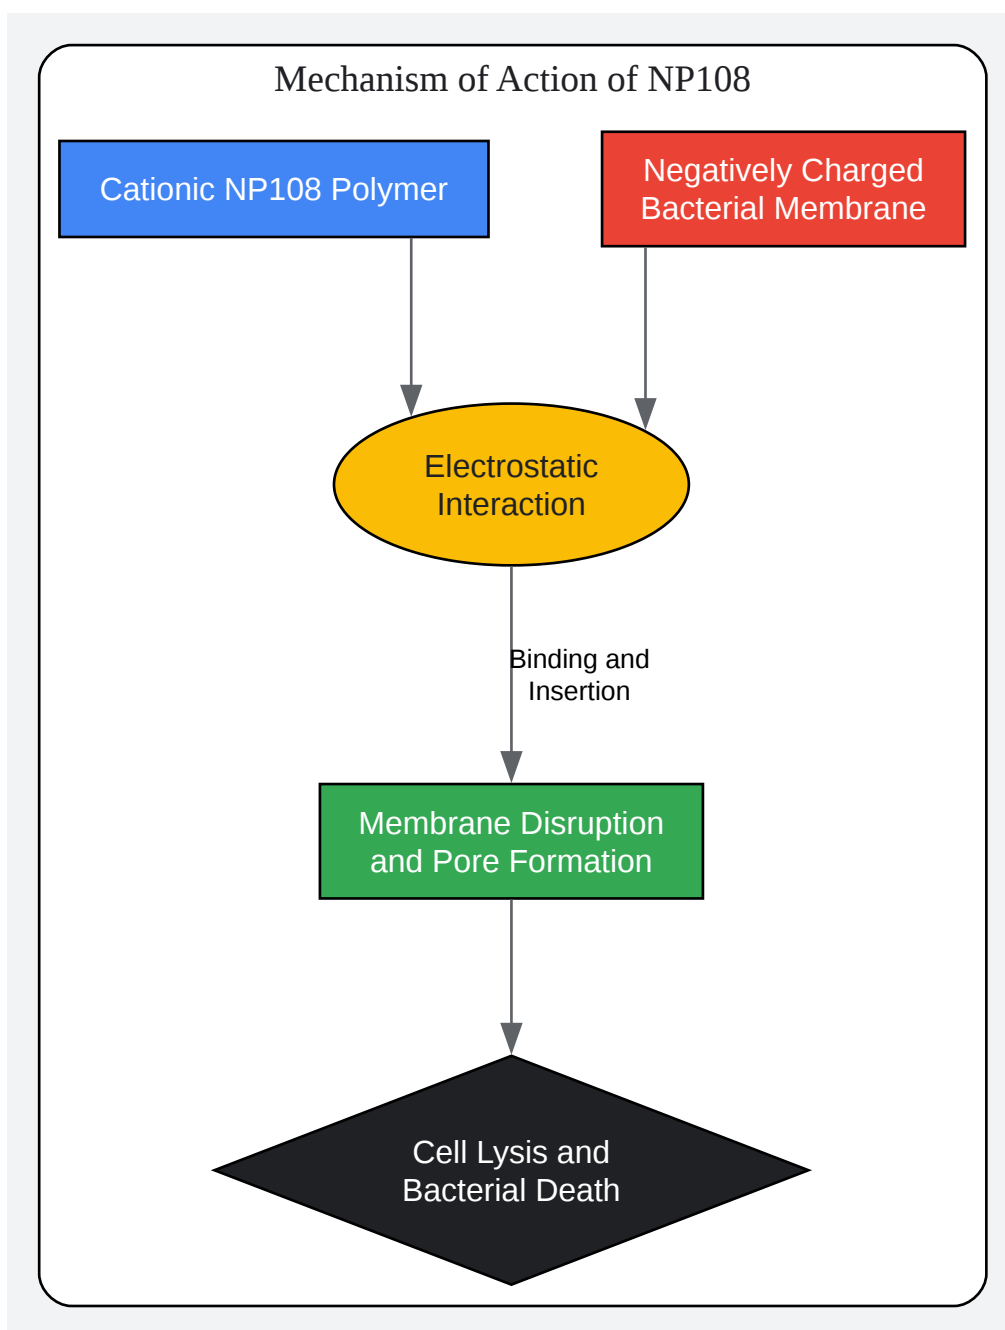 Mechanism of Action of NP108
Cationic NP108 Polymer
Negatively Charged
Bacterial Membrane
Electrostatic
Interaction
Binding and
Insertion
Membrane Disruption
and Pore Formation
Cell Lysis and
Bacterial Death